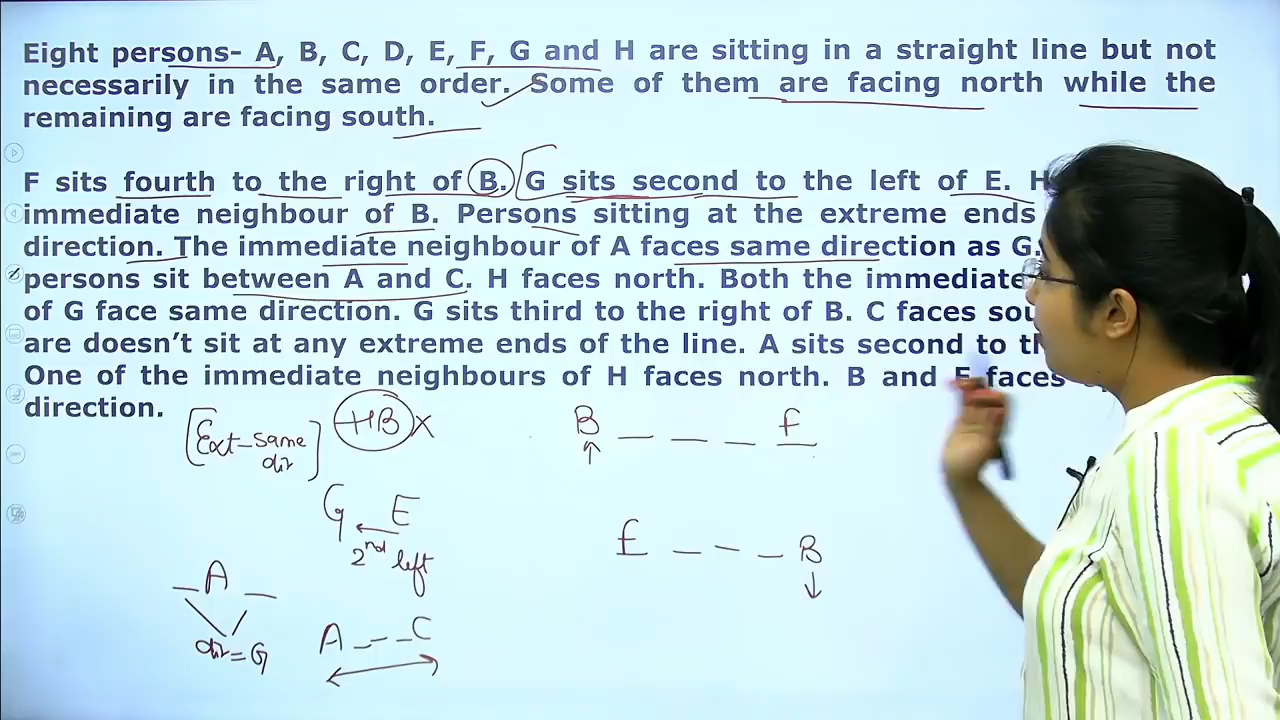 Eight persons- A, B, C, D, E, F, G and H are sitting in a straight line but not
necessarily in the same order. Some of them are facing north while the
remaining are facing south.
F sits fourth to the right of B. G sits second to the left of E. H
immediate neighbour of B. Persons sitting at the extreme ends
direction. The immediate neighbour of A faces same direction as G.
persons sit between A and C. H faces north. Both the immediate
of G face same direction. G sits third to the right of B. C faces
are doesn't sit at any extreme ends of the line. A sits second to
One of the immediate neighbours of H faces north. B and E faces
direction.
Ext-same
dir
HB X
B _ _ _ F
G E
2nd left
F _ _ _ B
_ A _
dir = G
A _ _ _ C